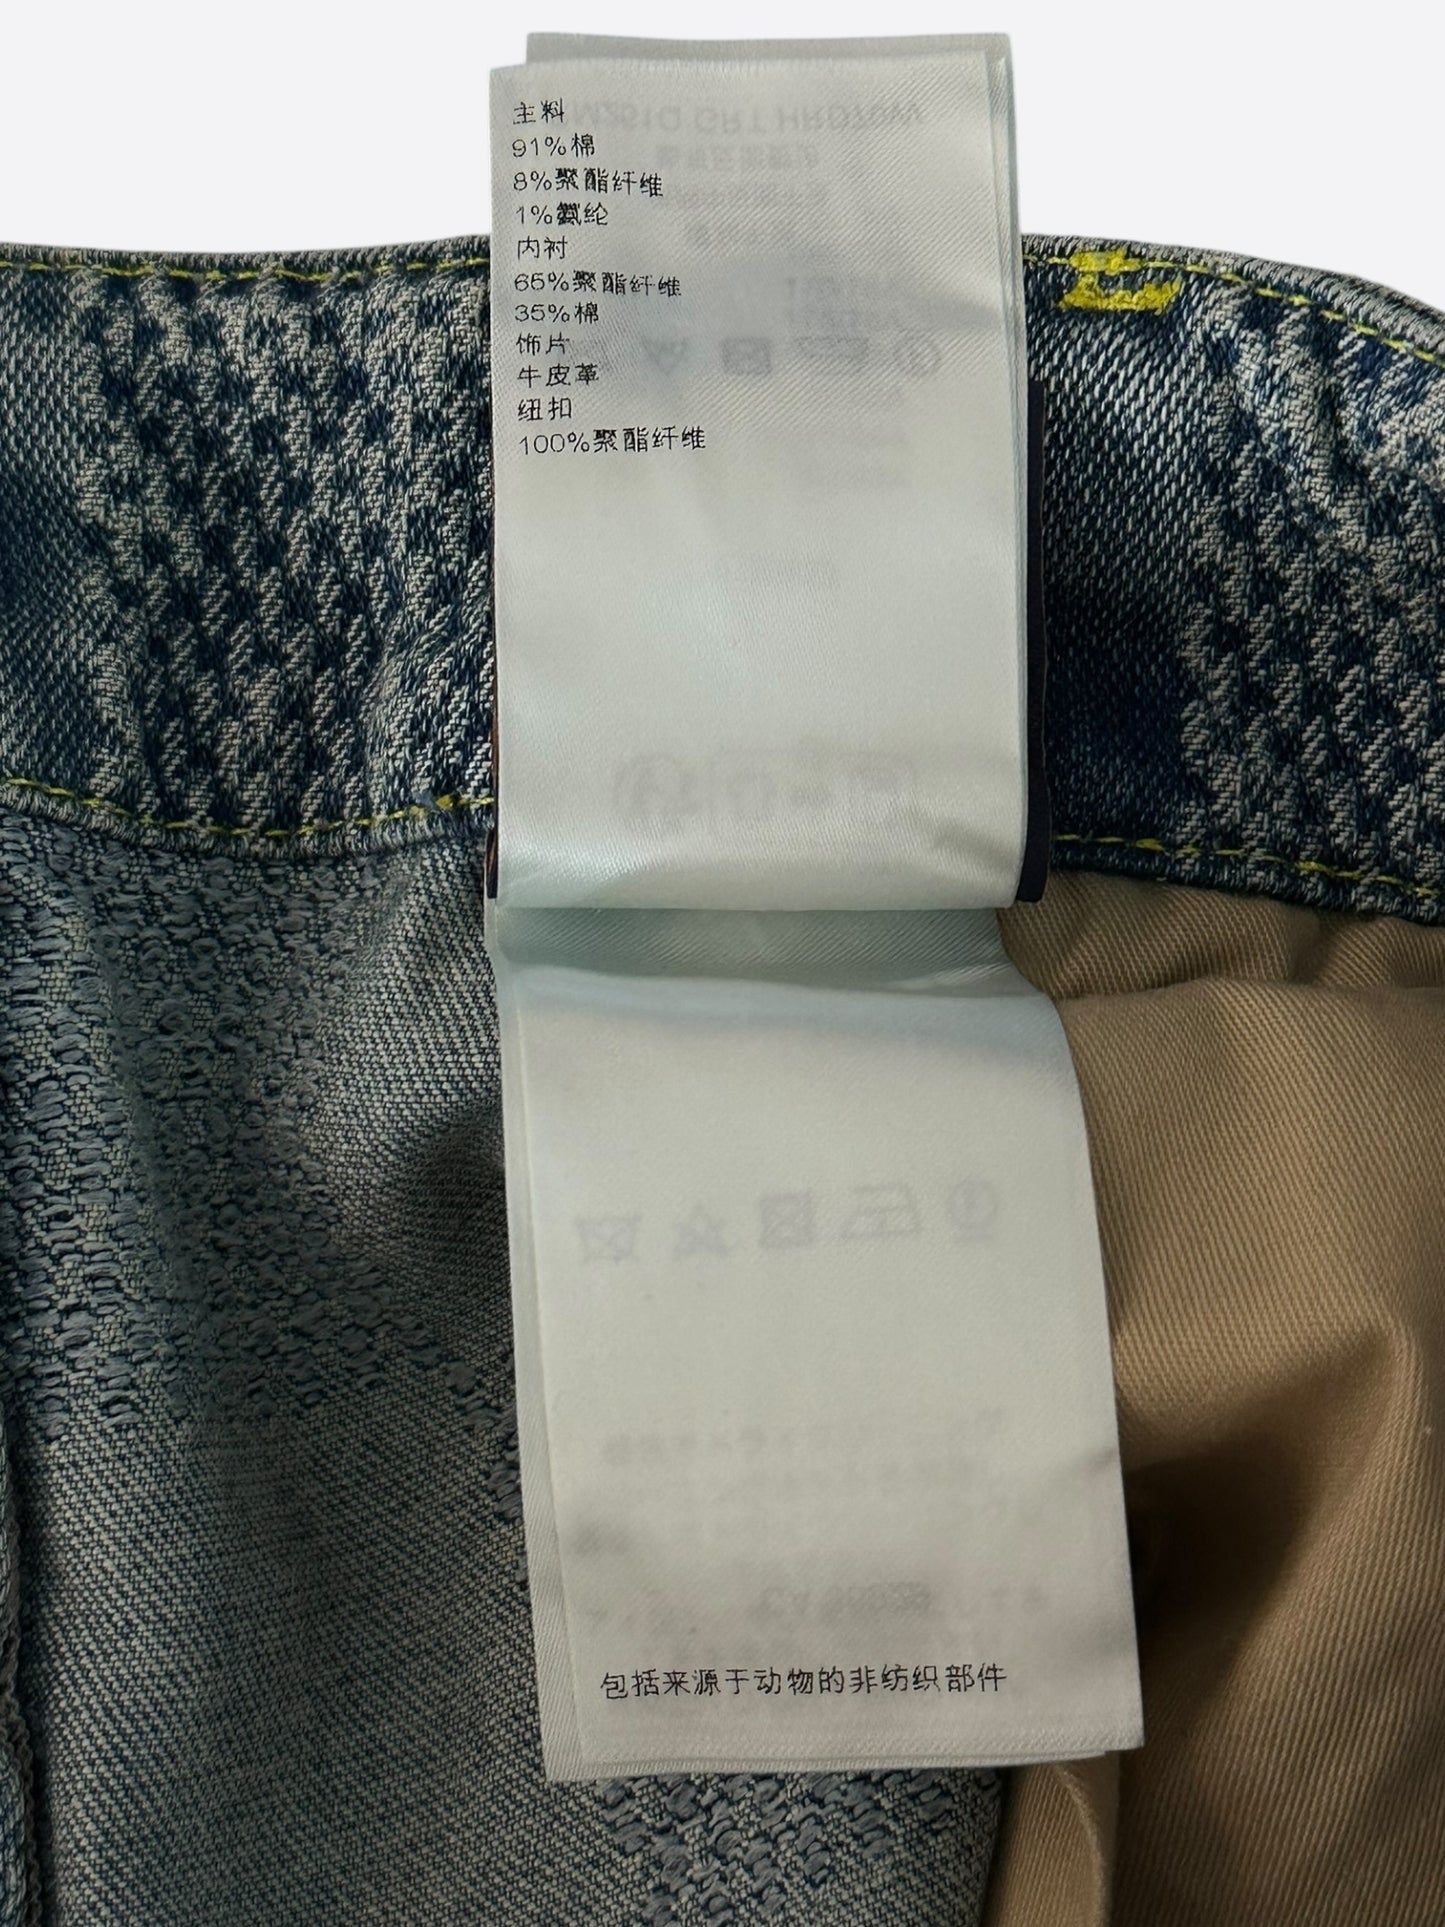 主料
91%棉
8%聚酯纤维
1%氨纶
内衬
65%聚酯纤维
35%棉
饰片
牛皮革
纽扣
100%聚酯纤维
包括来源于动物的非纺织部件